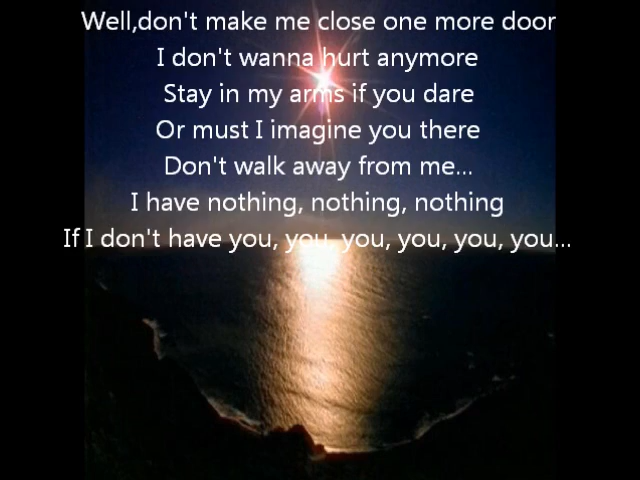 Well,don't make me close one more door
I don't wanna hurt anymore
Stay in my arms if you dare
Or must I imagine you there
Don't walk away from me...
I have nothing, nothing, nothing
If I don't have you, you, you, you, you, you...